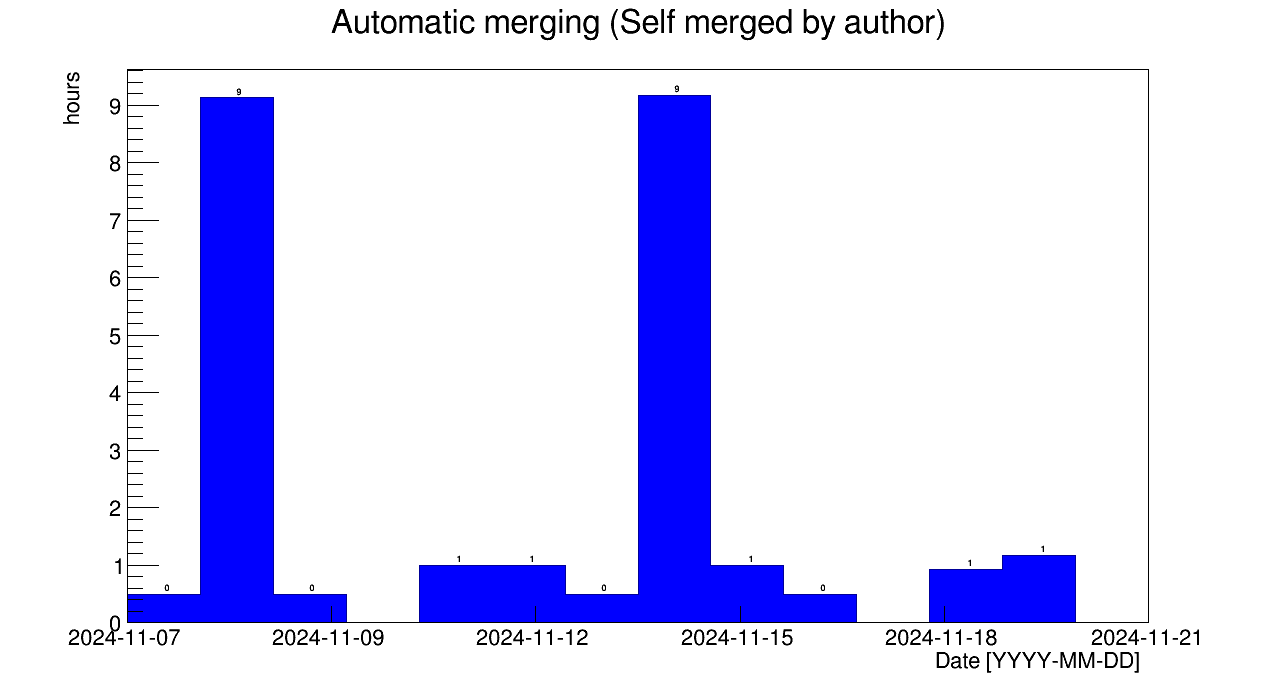 Automatic merging (Self merged by author)
hours
9
8
7
6
5
4
3
2
1
0
0 9 0 1 1 0 9 1 0 1 1
2024-11-07 2024-11-09 2024-11-12 2024-11-15 2024-11-18 2024-11-21
Date [YYYY-MM-DD]